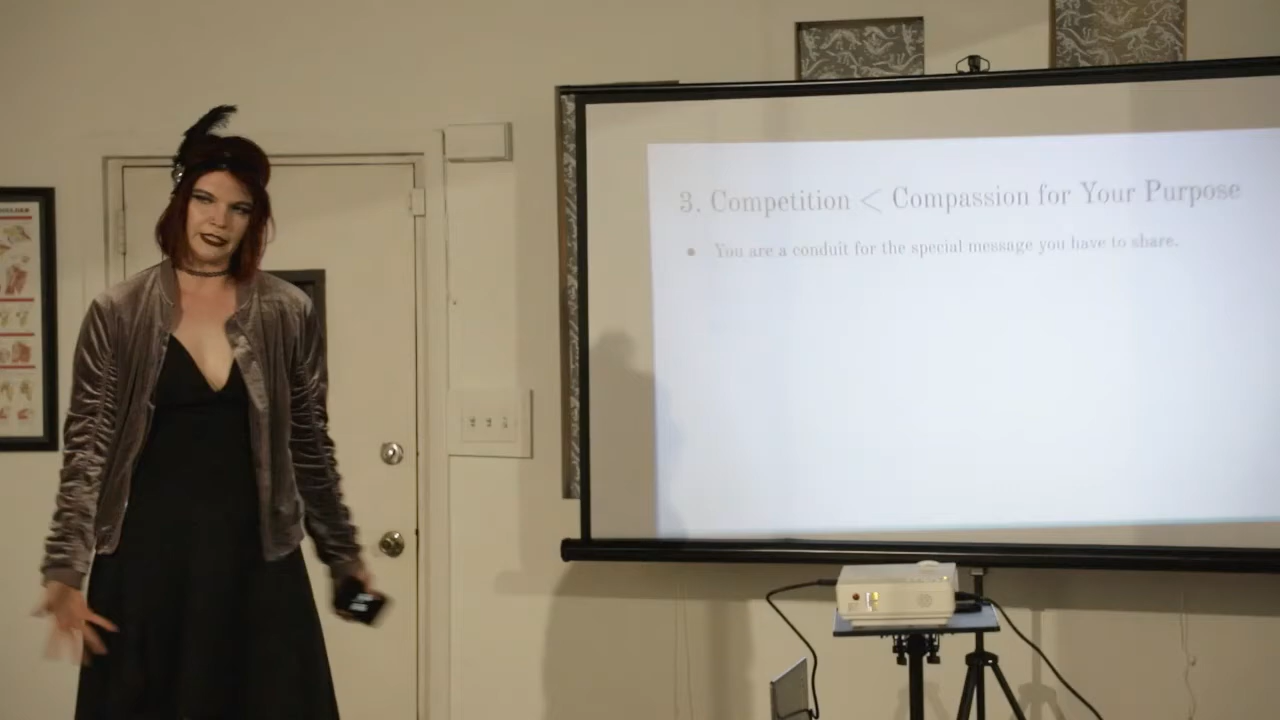 3. Competition < Compassion for Your Purpose
• You are a conduit for the special message you have to share.